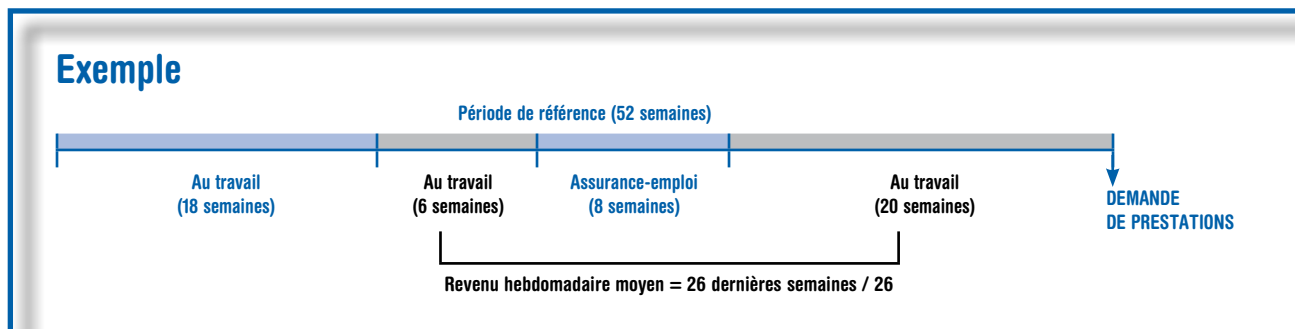 Exemple
Période de référence (52 semaines)
Au travail
(18 semaines)
Au travail
(6 semaines)
Assurance-emploi
(8 semaines)
Au travail
(20 semaines)
DEMANDE
DE PRESTATIONS
Revenu hebdomadaire moyen = 26 dernières semaines / 26